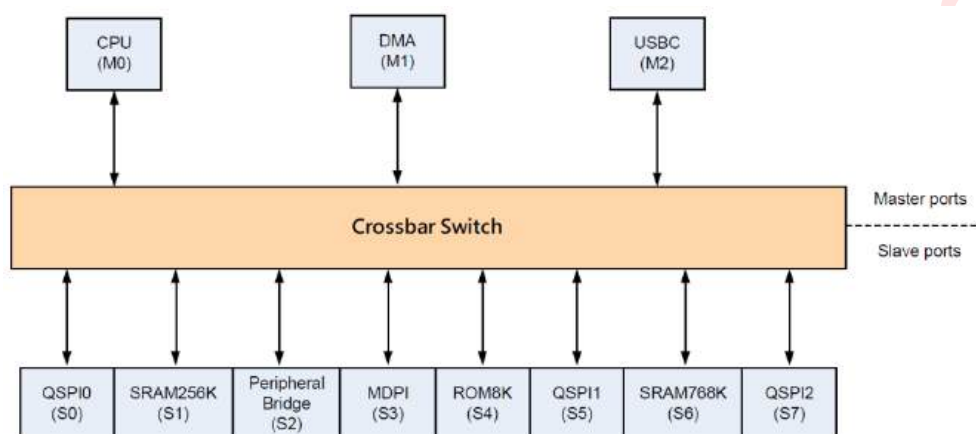 CPU
(M0)
DMA
(M1)
USBC
(M2)
Master ports
Crossbar Switch
Slave ports
QSPI0
(S0)
SRAM256K
(S1)
Peripheral
Bridge
(S2)
MDPI
(S3)
ROM8K
(S4)
QSPI1
(S5)
SRAM768K
(S6)
QSPI2
(S7)